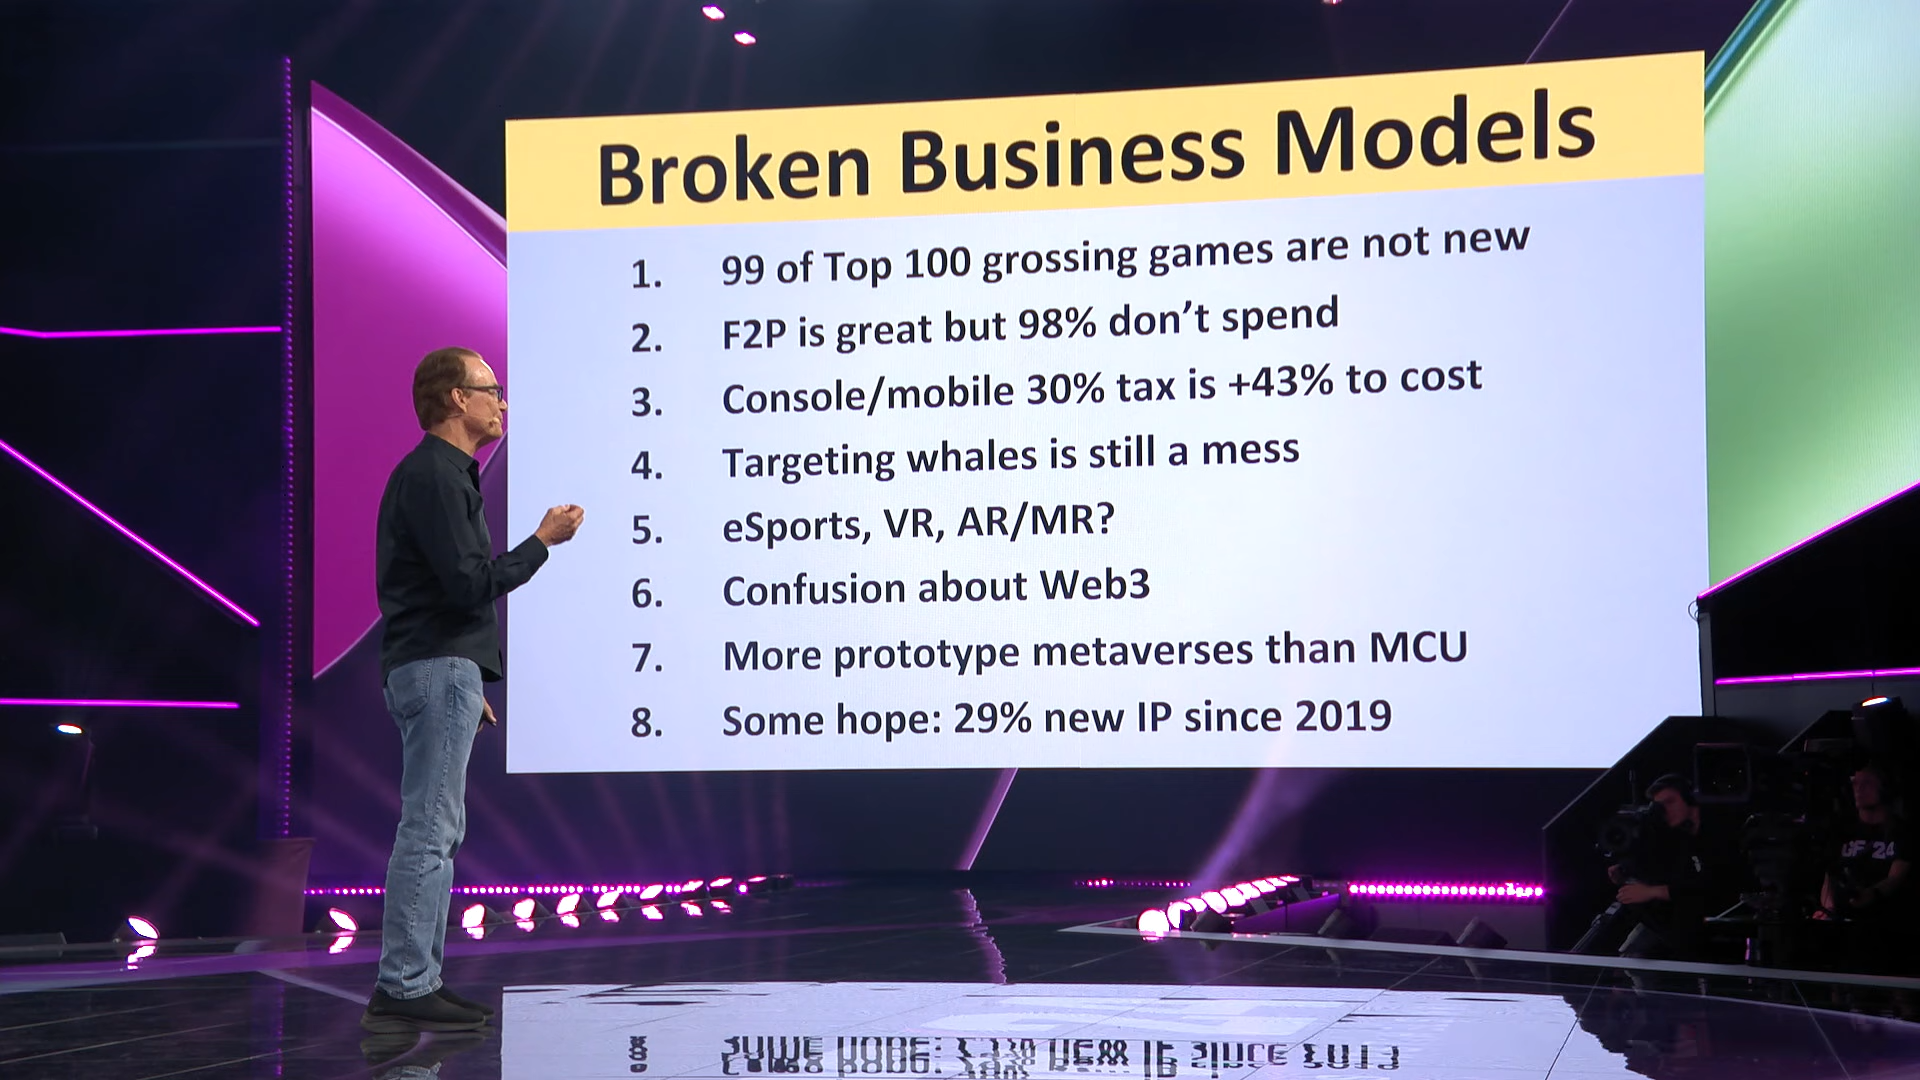 Broken Business Models
1. 99 of Top 100 grossing games are not new
2. F2P is great but 98% don’t spend
3. Console/mobile 30% tax is +43% to cost
4. Targeting whales is still a mess
5. eSports, VR, AR/MR?
6. Confusion about Web3
7. More prototype metaverses than MCU
8. Some hope: 29% new IP since 2019
GF 24